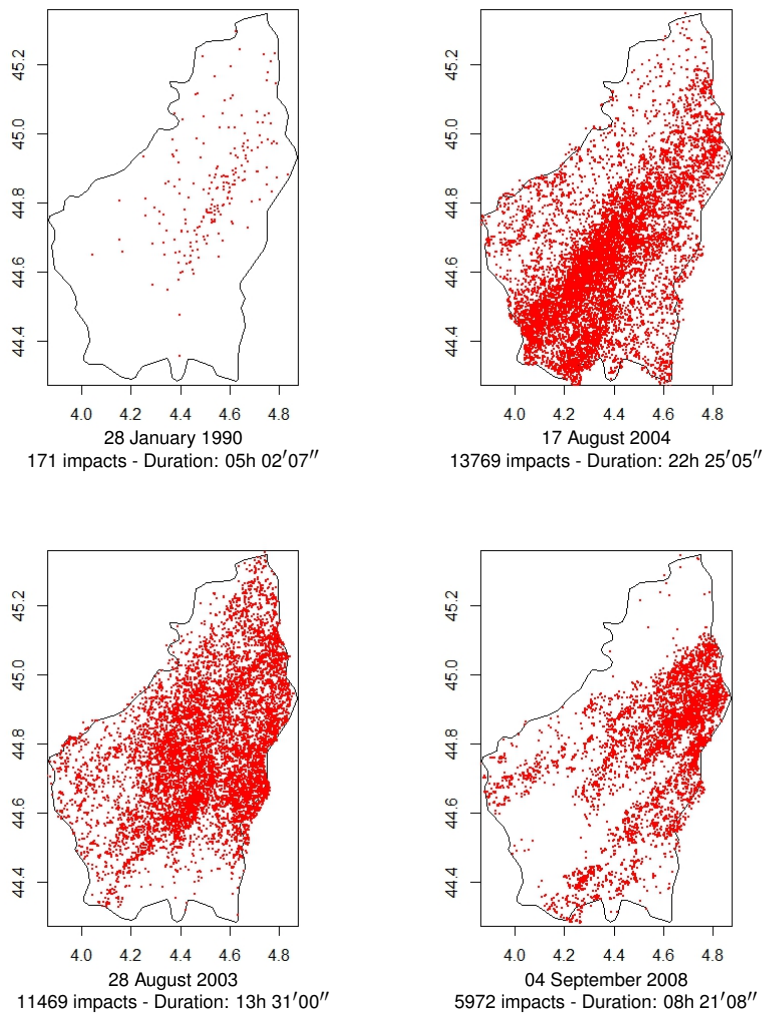 45.2
45.0
44.8
44.6
44.4
4.0 4.2 4.4 4.6 4.8
28 January 1990
171 impacts - Duration: 05h 02′07″
45.2
45.0
44.8
44.6
44.4
4.0 4.2 4.4 4.6 4.8
17 August 2004
13769 impacts - Duration: 22h 25′05″
45.2
45.0
44.8
44.6
44.4
4.0 4.2 4.4 4.6 4.8
28 August 2003
11469 impacts - Duration: 13h 31′00″
45.2
45.0
44.8
44.6
44.4
4.0 4.2 4.4 4.6 4.8
04 September 2008
5972 impacts - Duration: 08h 21′08″